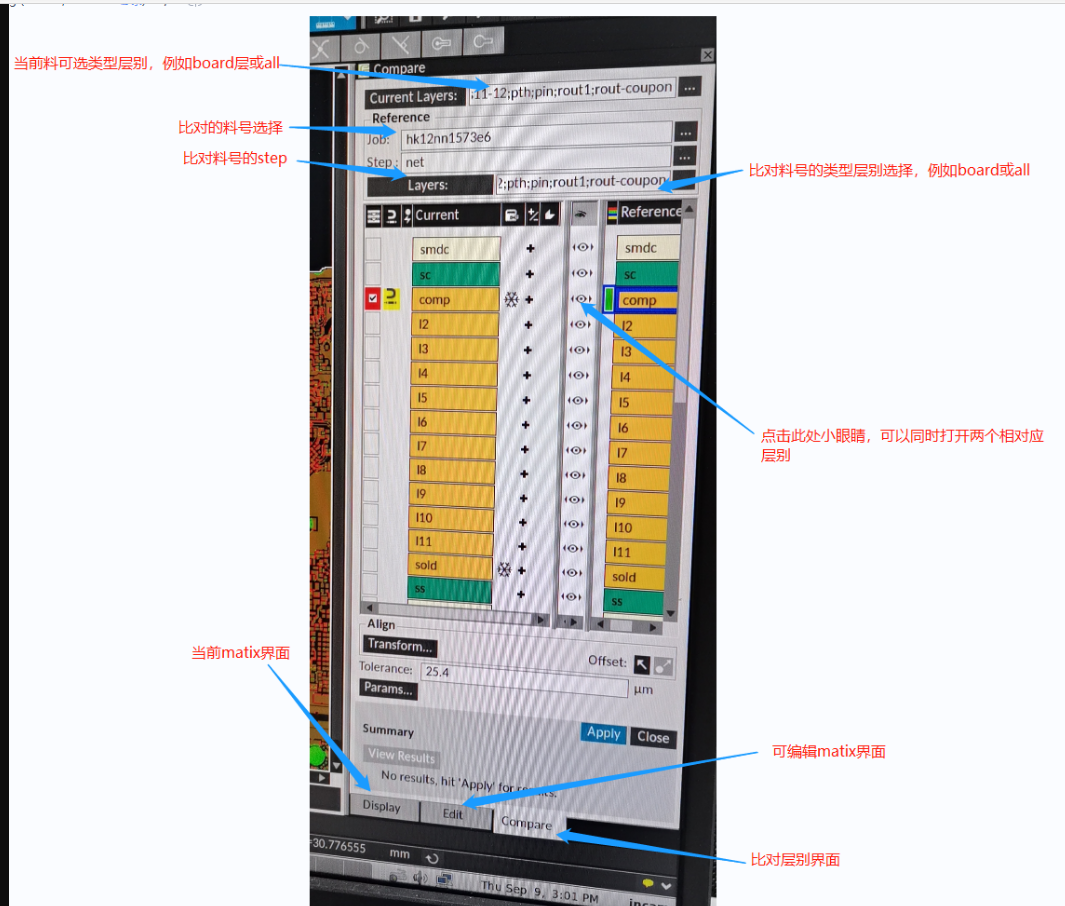 当前料可选类型层别，例如board层或all
Compare
Current Layers:
11-12;pth;pin;rout1;rout-coupon
...
Reference
比对的料号选择
Job:
hk12nn1573e6
...
比对料号的step
Step:
net
...
Layers:
?;pth;pin;rout1;rout-coupon
比对料号的类型层别选择，例如board或all
Current
Reference
smdc
smdc
sc
sc
comp
comp
l2
l2
l3
l3
l4
l4
l5
l5
l6
l6
点击此处小眼睛，可以同时打开两个相对应
层别
l7
l7
l8
l8
l9
l9
l10
l10
l11
l11
sold
sold
ss
ss
Align
Transform...
当前matix界面
Offset:
Tolerance:
25.4
μm
Params...
Summary
Apply
Close
View Results
可编辑matix界面
No results, hit 'Apply' for results.
Display
Edit
Compare
比对层别界面
=30.776555
mm
Thu Sep 9, 3:01 PM